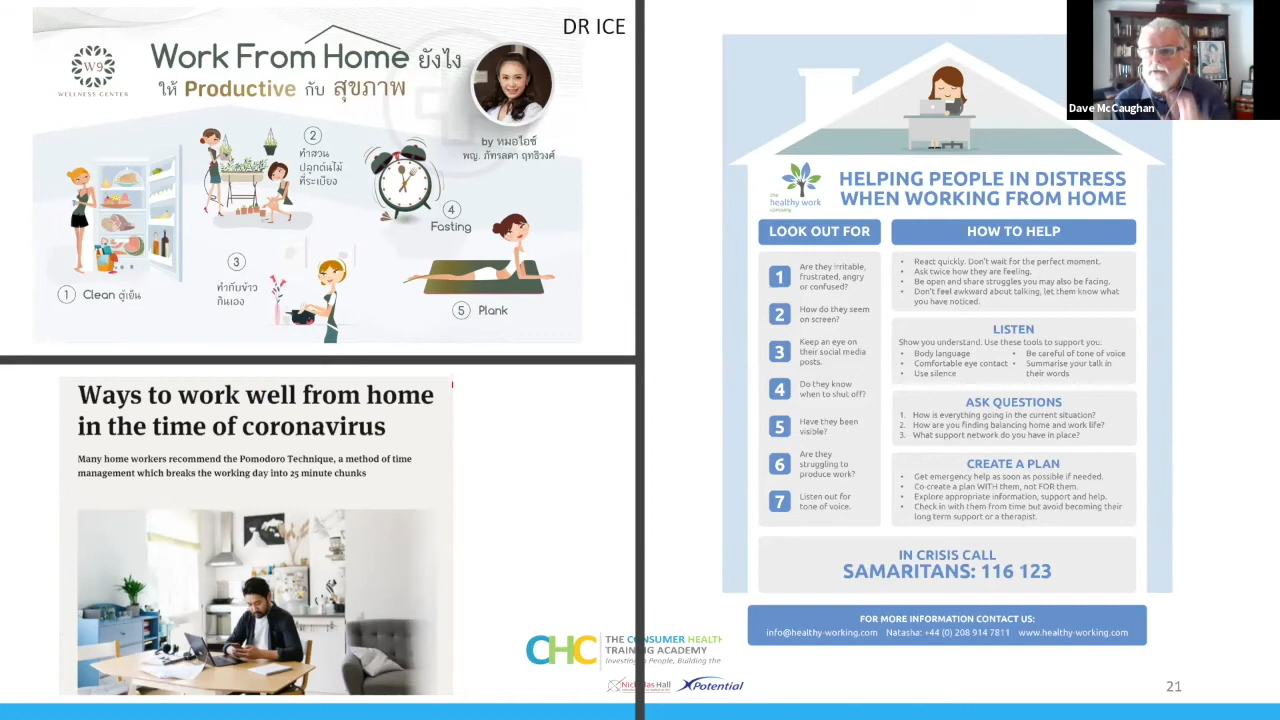 DR ICE
W9
WELLNESS CENTER
Work From Home ยังไง
ให้ Productive กับ สุขภาพ
by หมอไอซ์
พญ. ภัทรลดา ฤทธิวงศ์
1 Clean ตู้เย็น
2
ทำสวน
ปลูกต้นไม้
ที่ระเบียง
3
ทำกับข้าว
กินเอง
4
Fasting
5 Plank
Ways to work well from home
in the time of coronavirus
Many home workers recommend the Pomodoro Technique, a method of time
management which breaks the working day into 25 minute chunks
CHC THE CONSUMER HEALTH
TRAINING ACADEMY
Investing in People, Building the
Nicholas Hall
XPotential
Dave McCaughan
the
healthy work
company
HELPING PEOPLE IN DISTRESS
WHEN WORKING FROM HOME
LOOK OUT FOR
1 Are they irritable,
frustrated, angry
or confused?
2 How do they seem
on screen?
3 Keep an eye on
their social media
posts.
4 Do they know
when to shut off?
5 Have they been
visible?
6 Are they
struggling to
produce work?
7 Listen out for
tone of voice.
HOW TO HELP
• React quickly. Don't wait for the perfect moment.
• Ask twice how they are feeling.
• Be open and share struggles you may also be facing.
• Don't feel awkward about talking, let them know what
you have noticed.
LISTEN
Show you understand. Use these tools to support you:
• Body language
• Comfortable eye contact
• Use silence
• Be careful of tone of voice
• Summarise your talk in
their words
ASK QUESTIONS
1. How is everything going in the current situation?
2. How are you finding balancing home and work life?
3. What support network do you have in place?
CREATE A PLAN
• Get emergency help as soon as possible if needed.
• Co-create a plan WITH them, not FOR them.
• Explore appropriate information, support and help.
• Check in with them from time but avoid becoming their
long term support or a therapist.
IN CRISIS CALL
SAMARITANS: 116 123
FOR MORE INFORMATION CONTACT US:
info@healthy-working.com Natasha: +44 (0) 208 914 7811 www.healthy-working.com
21